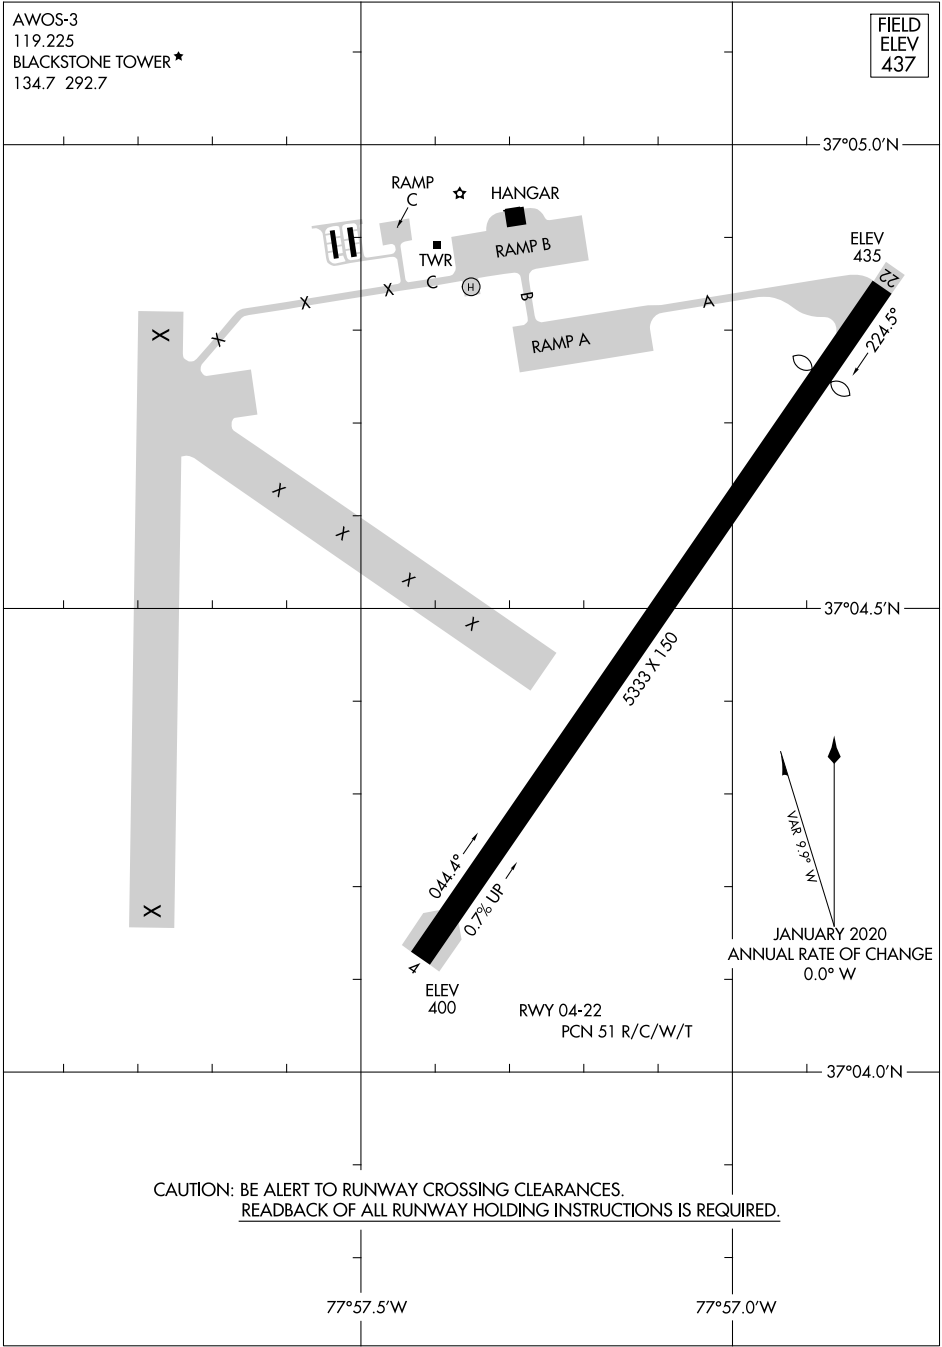 AWOS-3
119.225
BLACKSTONE TOWER★
134.7 292.7
FIELD
ELEV
437
37°05.0'N
RAMP
C
HANGAR
RAMP B
TWR
C
H
B
RAMP A
A
ELEV
435
22
224.5°
X
X
X
X
X
X
X
X
X
37°04.5'N
5333 X 150
VAR 9.9° W
044.4°
0.7% UP
X
4
ELEV
400
JANUARY 2020
ANNUAL RATE OF CHANGE
0.0° W
RWY 04-22
PCN 51 R/C/W/T
37°04.0'N
CAUTION: BE ALERT TO RUNWAY CROSSING CLEARANCES.
READBACK OF ALL RUNWAY HOLDING INSTRUCTIONS IS REQUIRED.
77°57.5'W
77°57.0'W